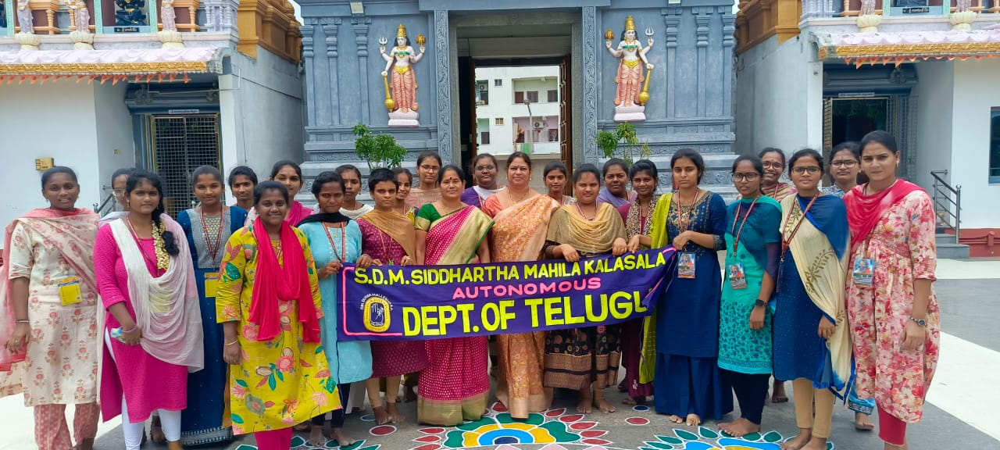 S.D.M. SIDDHARTHA MAHILA KALASALA
AUTONOMOUS
DEPT. OF TELUGU